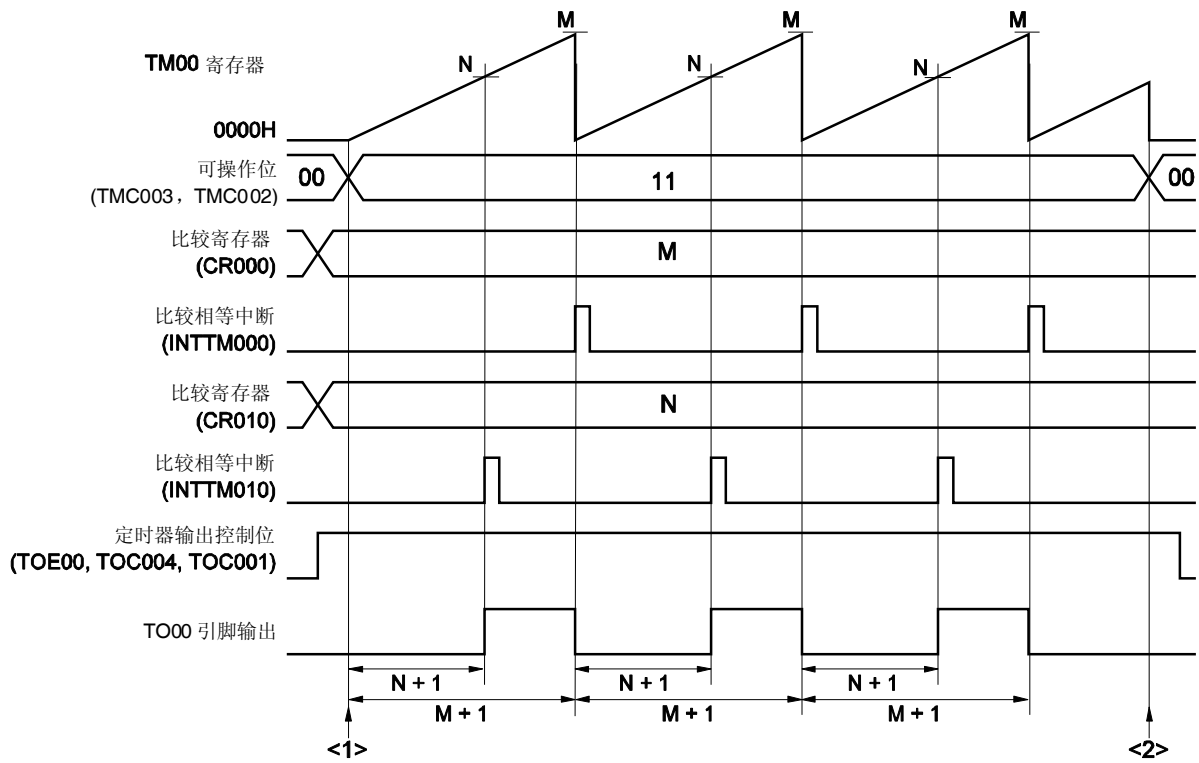 M M M
TM00 寄存器 N N N
0000H
可操作位
(TMC003，TMC002) 00 11 00
比较寄存器
(CR000) M
比较相等中断
(INTTM000)
比较寄存器
(CR010) N
比较相等中断
(INTTM010)
定时器输出控制位
(TOE00, TOC004, TOC001)
TO00 引脚输出
N + 1 N + 1 N + 1
M + 1 M + 1 M + 1
<1> <2>